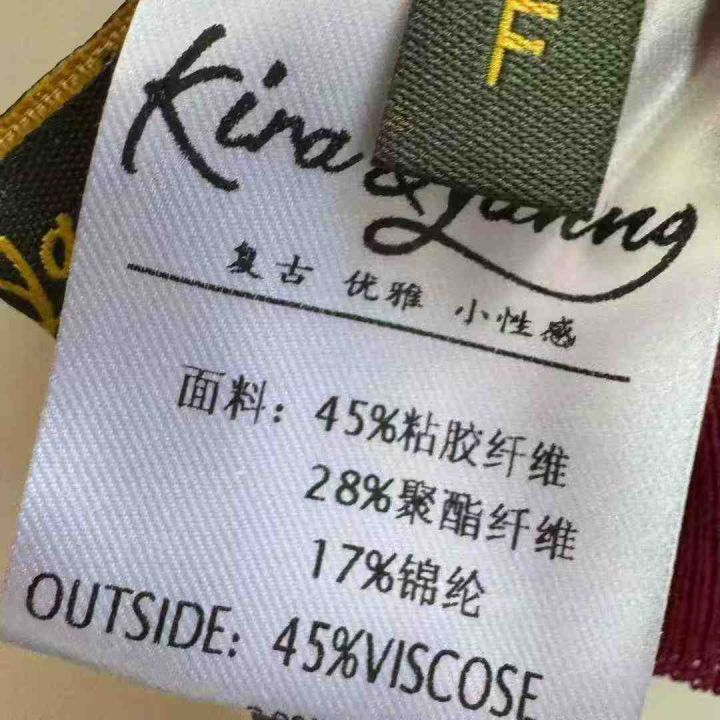 F
Kira & Yanng
复古 优雅 小性感
面料：45%粘胶纤维
28%聚酯纤维
17%锦纶
OUTSIDE: 45%VISCOSE